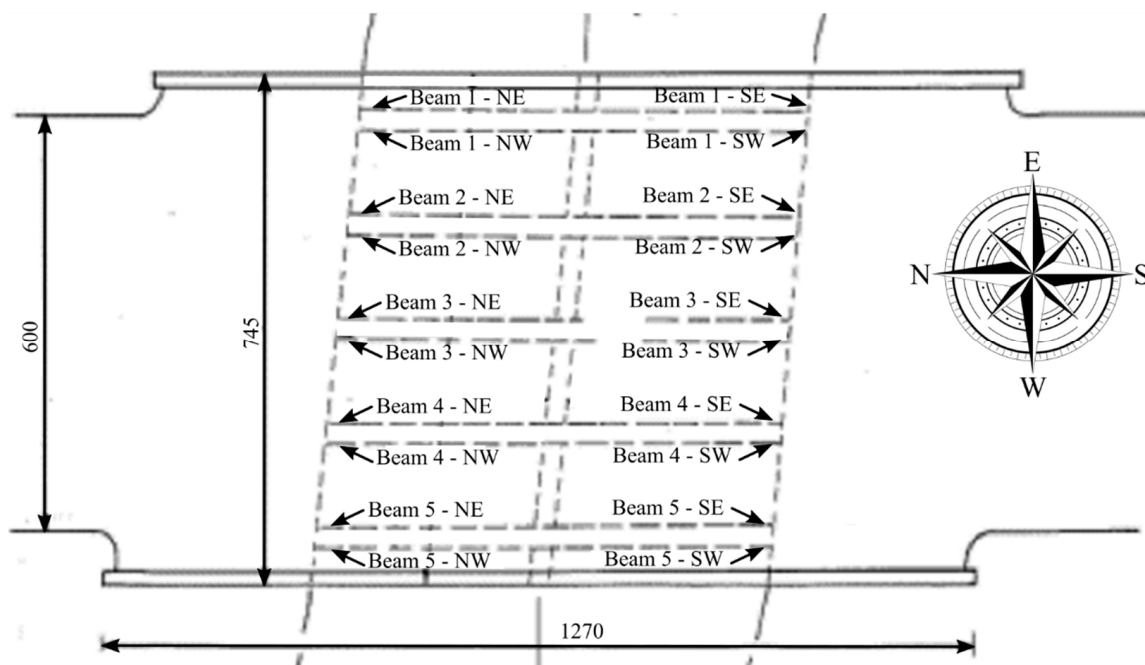 Beam 1 - NE
Beam 1 - SE
Beam 1 - NW
Beam 1 - SW
E
Beam 2 - NE
Beam 2 - SE
Beam 2 - NW
Beam 2 - SW
N
S
Beam 3 - NE
Beam 3 - SE
600
745
Beam 3 - NW
Beam 3 - SW
W
Beam 4 - NE
Beam 4 - SE
Beam 4 - NW
Beam 4 - SW
Beam 5 - NE
Beam 5 - SE
Beam 5 - NW
Beam 5 - SW
1270